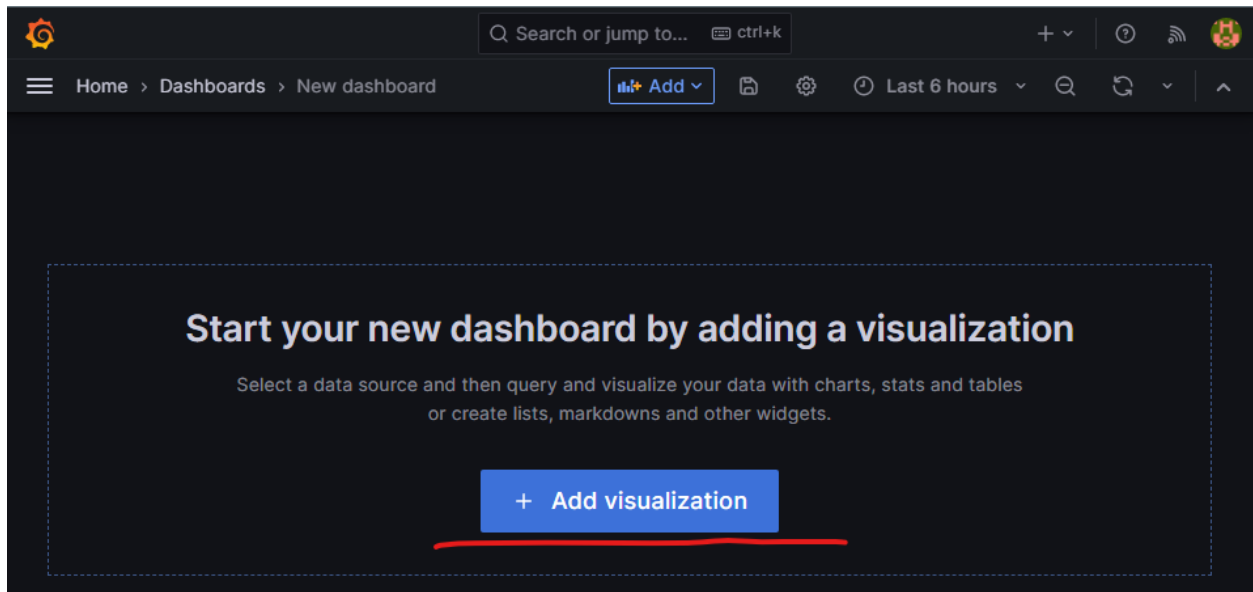 Search or jump to... ctrl+k
Home › Dashboards › New dashboard Add Last 6 hours
Start your new dashboard by adding a visualization
Select a data source and then query and visualize your data with charts, stats and tables
or create lists, markdowns and other widgets.
+ Add visualization